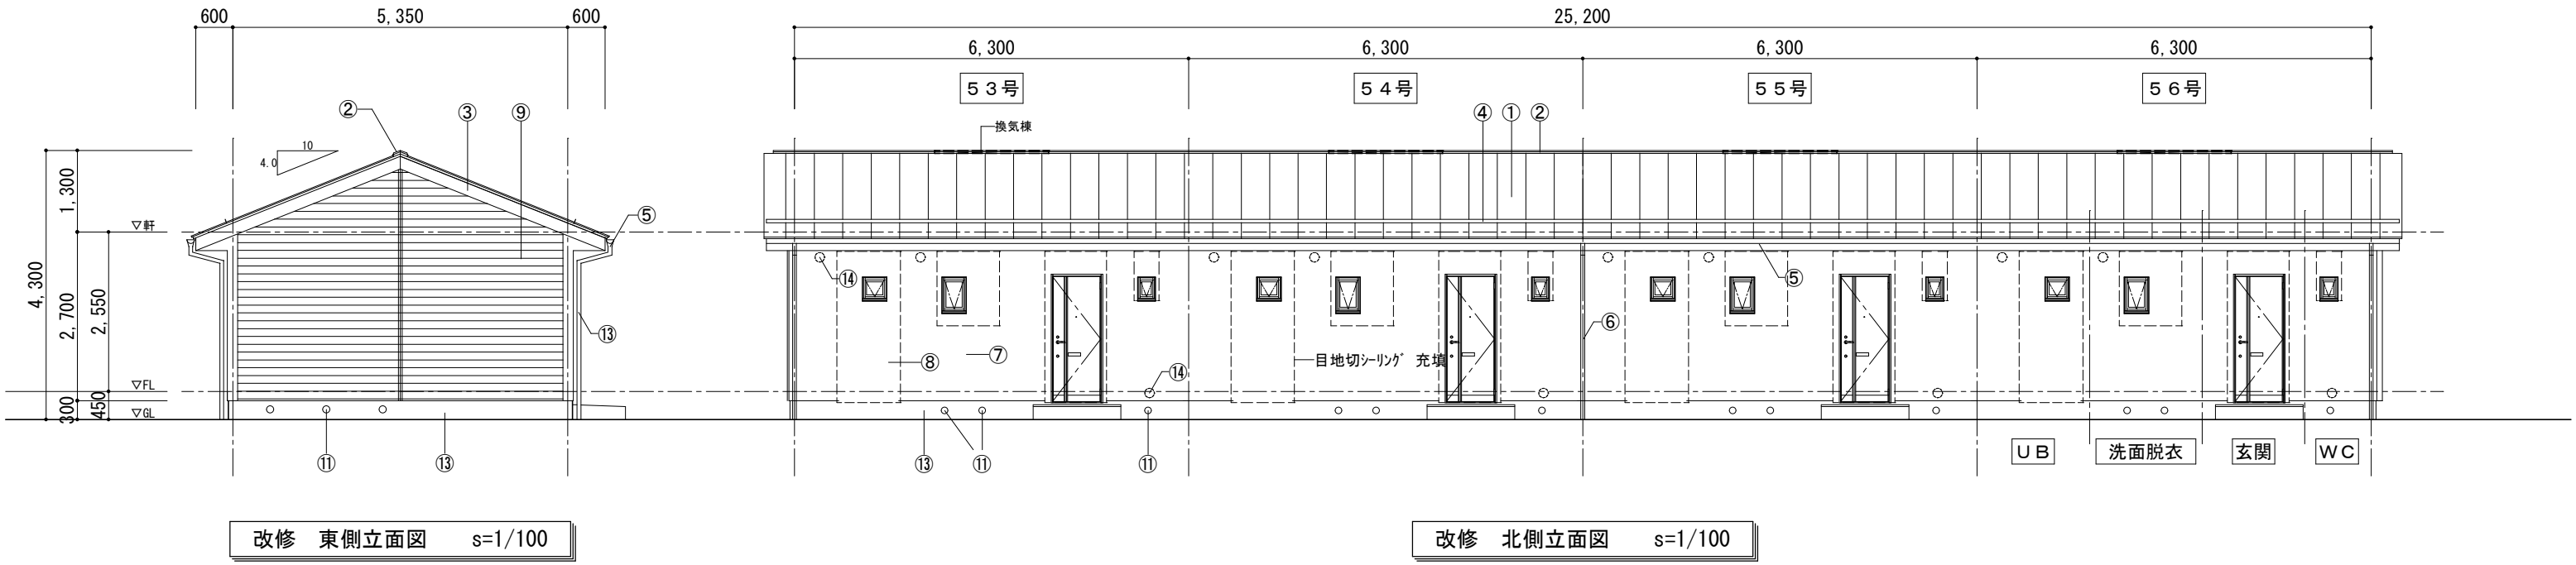 600
5,350
600
②
③
⑨
10
4.0
⑤
1,300
▽軒
4,300
2,700
2,550
⑬
▽FL
300
450
▽GL
⑪
⑬
改修 東側立面図 s=1/100
25,200
6,300
6,300
6,300
6,300
53号
54号
55号
56号
換気棟
④
①
②
⑭
⑤
⑥
⑧
⑦
目地切シーリング 充填
⑭
⑬
⑪
⑪
UB
洗面脱衣
玄関
WC
改修 北側立面図 s=1/100